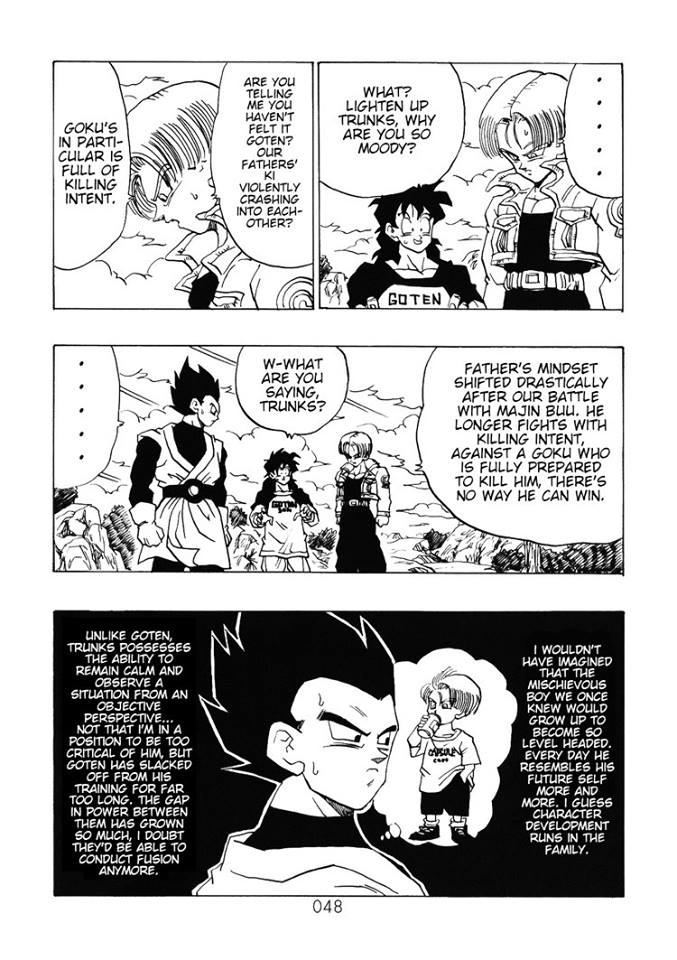 ....
WHAT?
LIGHTEN UP
TRUNKS, WHY
ARE YOU SO
MOODY?
GOTEN
ARE YOU
TELLING
ME YOU
HAVEN'T
FELT IT
GOTEN?
OUR
FATHERS'
KI
VIOLENTLY
CRASHING
INTO EACH-
OTHER?
GOKU'S
IN PARTI-
CULAR IS
FULL OF
KILLING
INTENT.
FATHER'S MINDSET
SHIFTED DRASTICALLY
AFTER OUR BATTLE
WITH MAJIN BUU. HE
LONGER FIGHTS WITH
KILLING INTENT,
AGAINST A GOKU WHO
IS FULLY PREPARED
TO KILL HIM, THERE'S
NO WAY HE CAN WIN.
W-WHAT
ARE YOU
SAYING,
TRUNKS?
....
GOTEN
SON
I WOULDN'T
HAVE IMAGINED
THAT THE
MISCHIEVOUS
BOY WE ONCE
KNEW WOULD
GROW UP TO
BECOME SO
LEVEL HEADED.
EVERY DAY HE
RESEMBLES HIS
FUTURE SELF
MORE AND
MORE. I GUESS
CHARACTER
DEVELOPMENT
RUNS IN THE
FAMILY.
CAPSULE
UNLIKE GOTEN,
TRUNKS POSSESSES
THE ABILITY TO
REMAIN CALM AND
OBSERVE A
SITUATION FROM AN
OBJECTIVE
PERSPECTIVE...
NOT THAT I'M IN A
POSITION TO BE TOO
CRITICAL OF HIM, BUT
GOTEN HAS SLACKED
OFF FROM HIS
TRAINING FOR FAR
TOO LONG. THE GAP
IN POWER BETWEEN
THEM HAS GROWN
SO MUCH, I DOUBT
THEY'D BE ABLE TO
CONDUCT FUSION
ANYMORE.
048